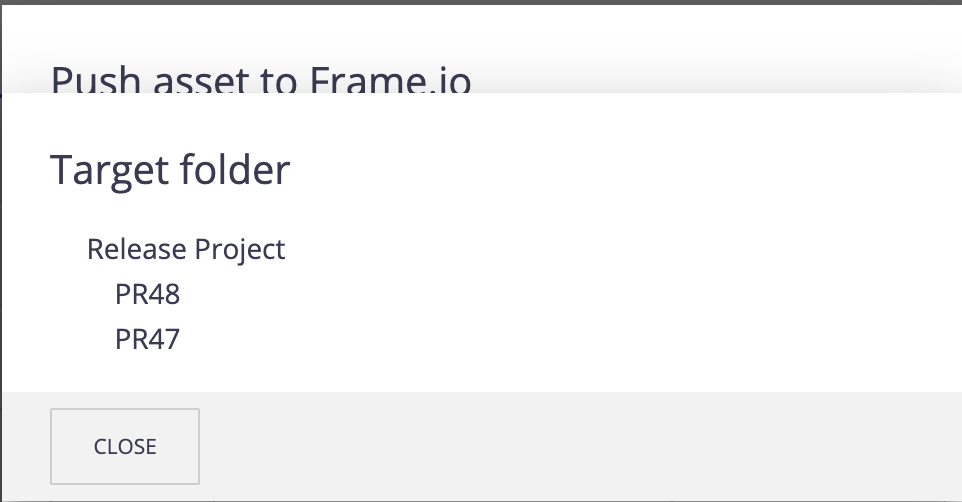 Push asset to Frame.io
Target folder
Release Project
PR48
PR47
CLOSE